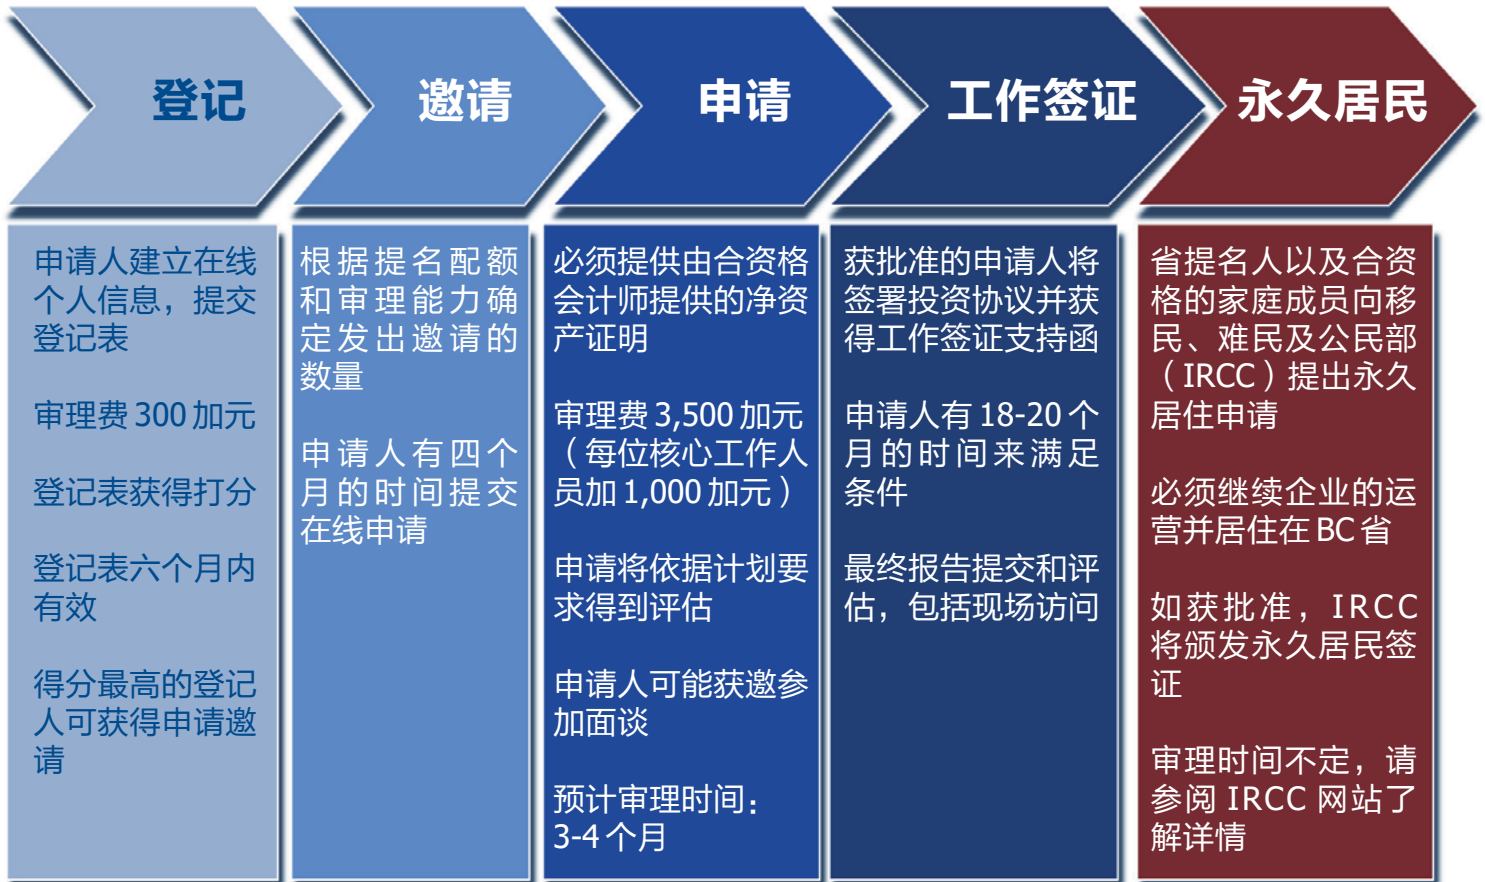 登记
申请人建立在线
个人信息，提交
登记表
审理费 300 加元
登记表获得打分
登记表六个月内
有效
得分最高的登记
人可获得申请邀
请
邀请
根据提名配额
和审理能力确
定发出邀请的
数量
申请人有四个
月的时间提交
在线申请
申请
必须提供由合资格
会计师提供的净资
产证明
审理费 3,500 加元
（每位核心工作人
员加 1,000 加元）
申请将依据计划要
求得到评估
申请人可能获邀参
加面谈
预计审理时间：
3-4 个月
工作签证
获批准的申请人将
签署投资协议并获
得工作签证支持函
申请人有 18-20 个
月的时间来满足
条件
最终报告提交和评
估，包括现场访问
永久居民
省提名人以及合资
格的家庭成员向移
民、难民及公民部
（IRCC）提出永久
居住申请
必须继续企业的运
营并居住在 BC 省
如获批准，IRCC
将颁发永久居民签
证
审理时间不定，请
参阅 IRCC 网站了
解详情